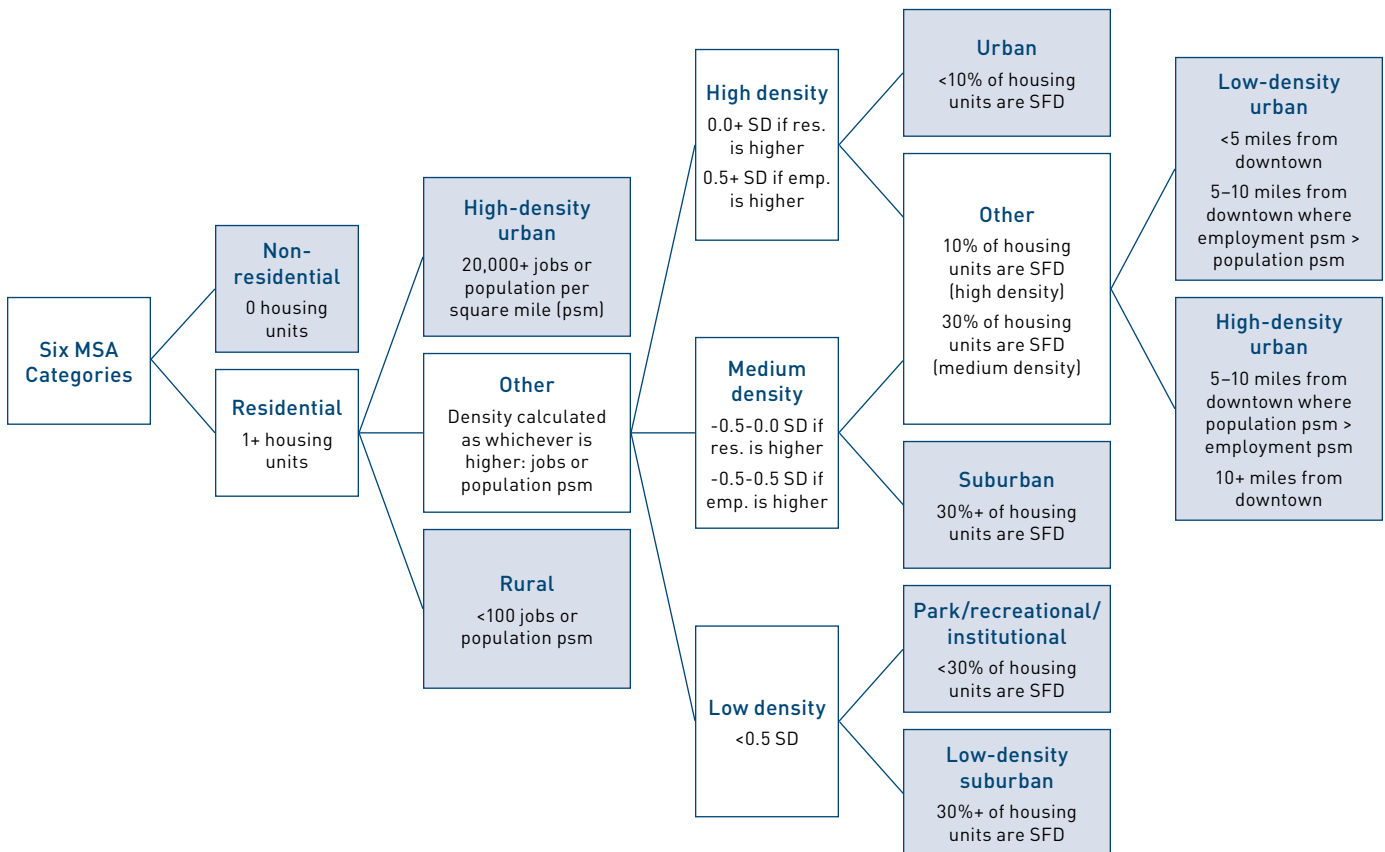 Six MSA
Categories
Non-
residential
0 housing
units
Residential
1+ housing
units
High-density
urban
20,000+ jobs or
population per
square mile (psm)
Other
Density calculated
as whichever is
higher: jobs or
population psm
Rural
<100 jobs or
population psm
High density
0.0+ SD if res.
is higher
0.5+ SD if emp.
is higher
Medium
density
-0.5-0.0 SD if
res. is higher
-0.5-0.5 SD if
emp. is higher
Low density
<0.5 SD
Urban
<10% of housing
units are SFD
Other
10% of housing
units are SFD
(high density)
30% of housing
units are SFD
(medium density)
Suburban
30%+ of housing
units are SFD
Park/recreational/
institutional
<30% of housing
units are SFD
Low-density
suburban
30%+ of housing
units are SFD
Low-density
urban
<5 miles from
downtown
5–10 miles from
downtown where
employment psm >
population psm
High-density
urban
5–10 miles from
downtown where
population psm >
employment psm
10+ miles from
downtown